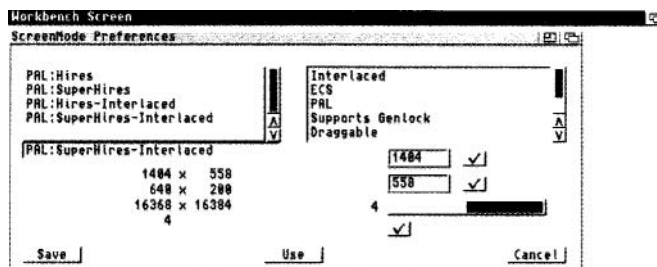 Workbench Screen
ScreenMode Preferences
PAL:Hires
PAL:SuperHires
PAL:Hires-Interlaced
PAL:SuperHires-Interlaced
PAL:SuperHires-Interlaced
1404 x 558
640 x 200
16368 x 16384
4
Interlaced
ECS
PAL
Supports Genlock
Draggable
1404
558
4
Save
Use
Cancel